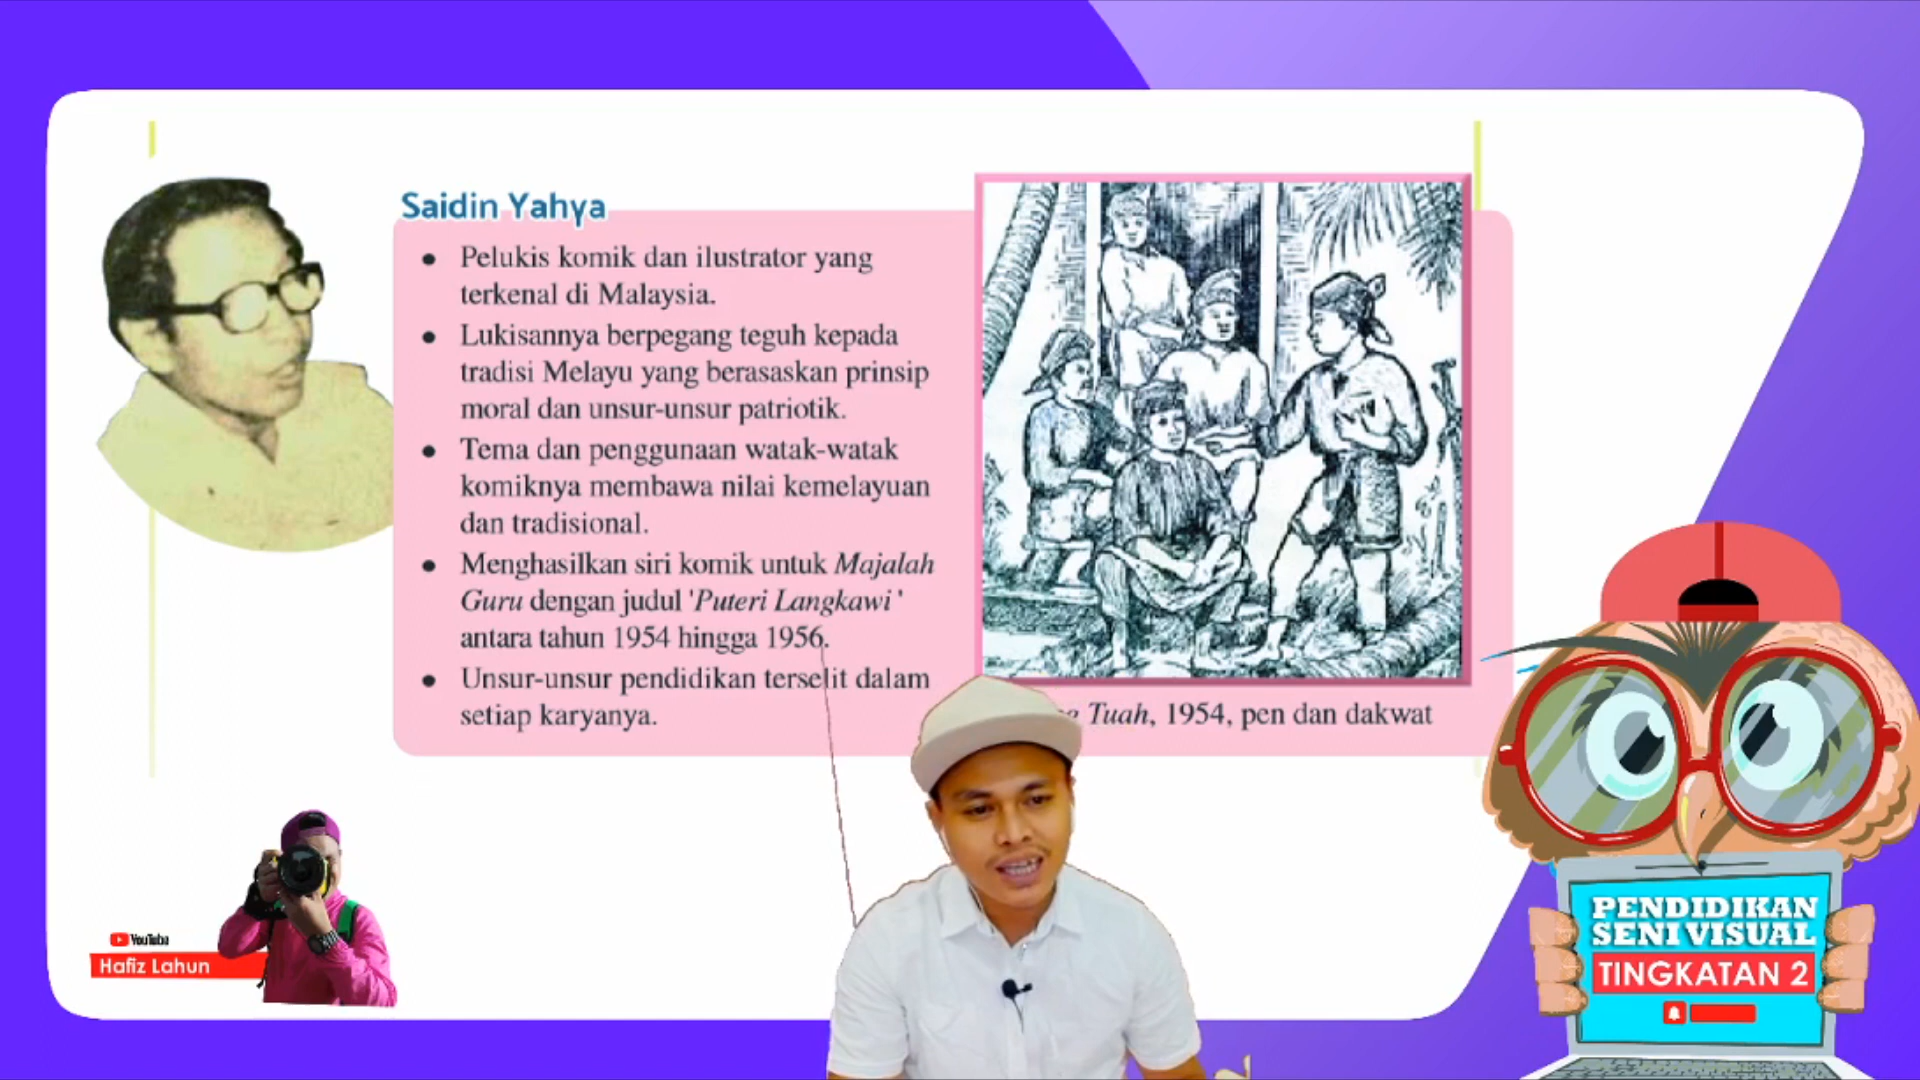 Saidin Yahya
• Pelukis komik dan ilustrator yang
terkenal di Malaysia.
• Lukisannya berpegang teguh kepada
tradisi Melayu yang berasaskan prinsip
moral dan unsur-unsur patriotik.
• Tema dan penggunaan watak-watak
komiknya membawa nilai kemelayuan
dan tradisional.
• Menghasilkan siri komik untuk Majalah
Guru dengan judul 'Puteri Langkawi'
antara tahun 1954 hingga 1956.
• Unsur-unsur pendidikan terselit dalam
setiap karyanya.
Tuah, 1954, pen dan dakwat
YouTube
Hafiz Lahun
PENDIDIKAN
SENI VISUAL
TINGKATAN 2